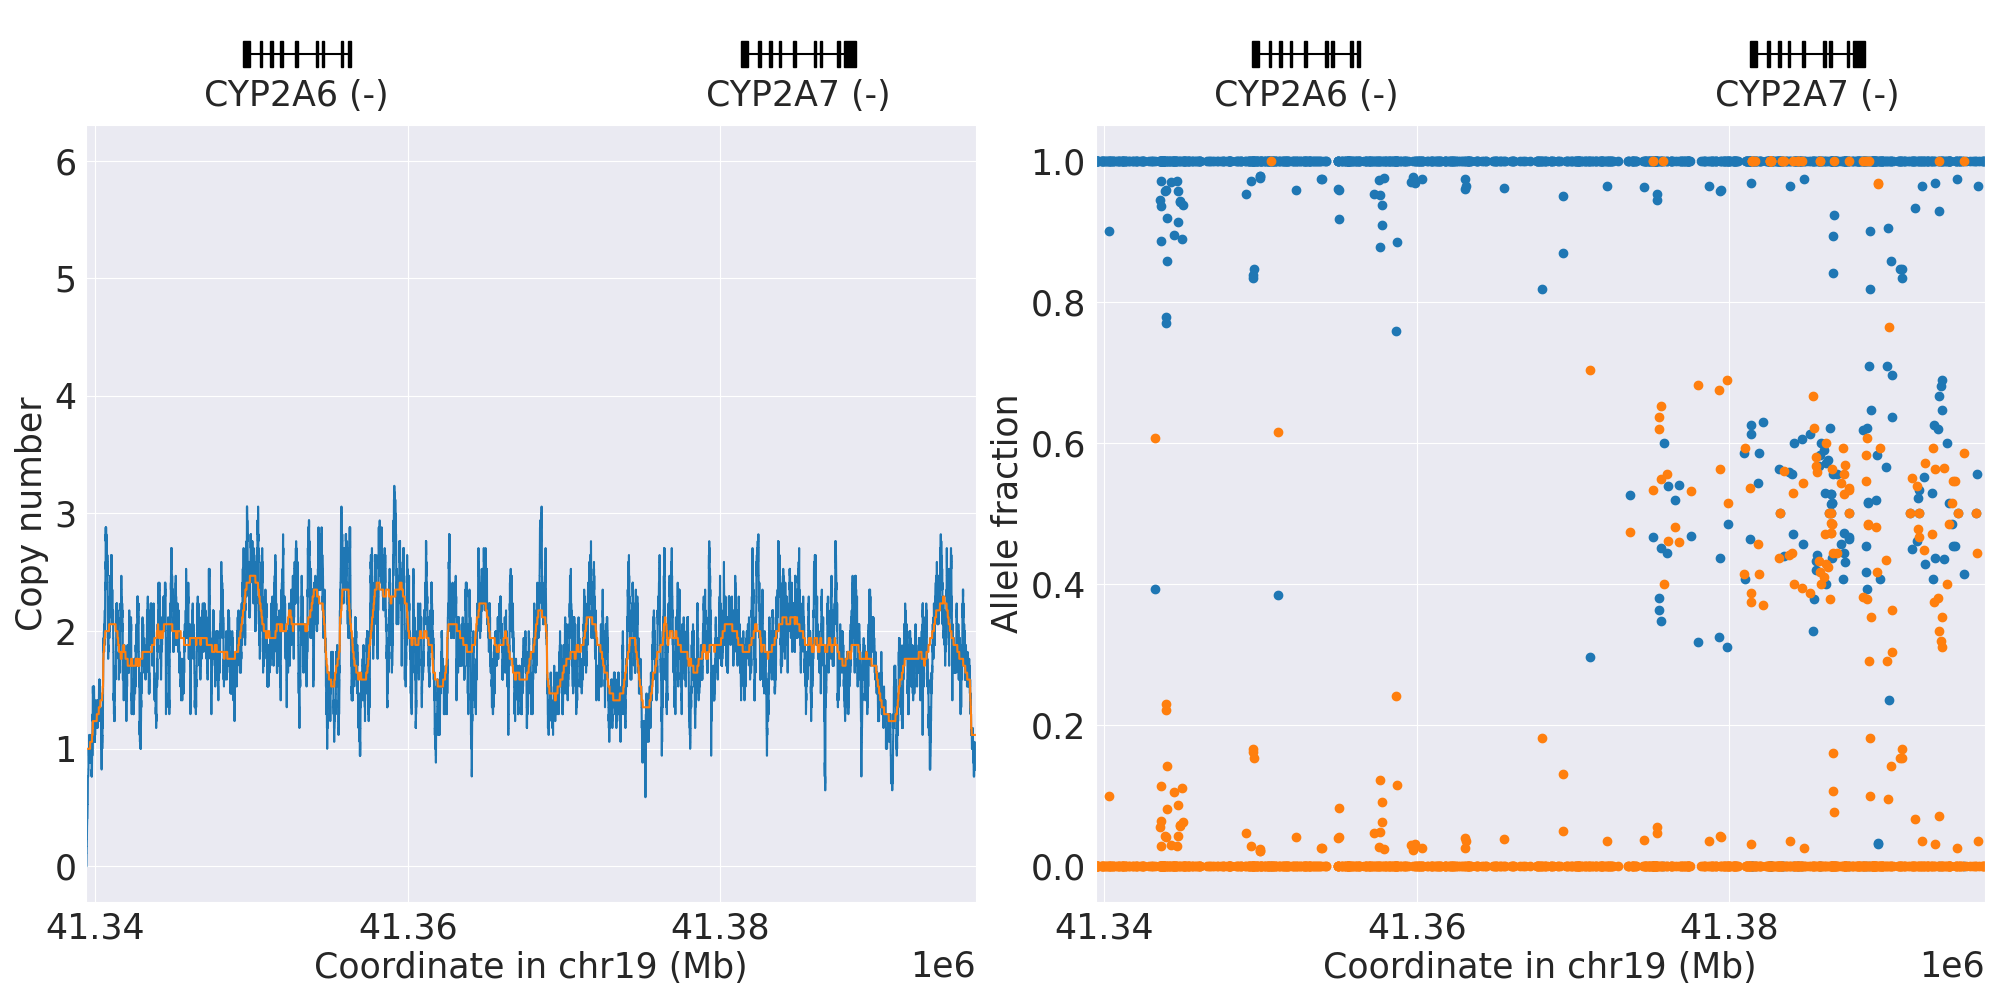 CYP2A6 (-)
CYP2A7 (-)
CYP2A6 (-)
CYP2A7 (-)
6
5
4
3
2
1
0
Copy number
41.34
41.36
41.38
Coordinate in chr19 (Mb)
1e6
1.0
0.8
0.6
0.4
0.2
0.0
Allele fraction
41.34
41.36
41.38
Coordinate in chr19 (Mb)
1e6